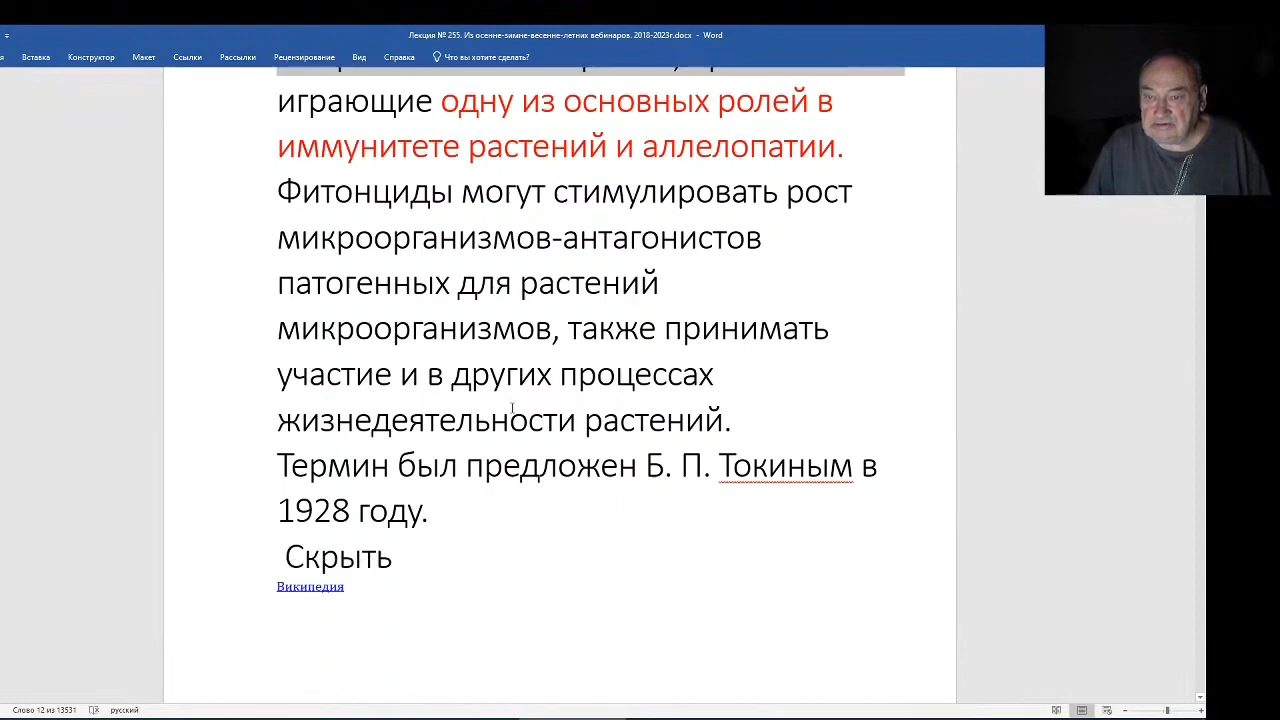 Лекция № 255. Из осенне-зимне-весенне-летних вебинаров. 2018-2023г.docx - Word
Вставка Конструктор Макет Ссылки Рассылки Рецензирование Вид Справка Что вы хотите сделать?
играющие одну из основных ролей в
иммунитете растений и аллелопатии.
Фитонциды могут стимулировать рост
микроорганизмов-антагонистов
патогенных для растений
микроорганизмов, также принимать
участие и в других процессах
жизнедеятельности растений.
Термин был предложен Б. П. Токиным в
1928 году.
Скрыть
Википедия
Слово 12 из 13531 русский